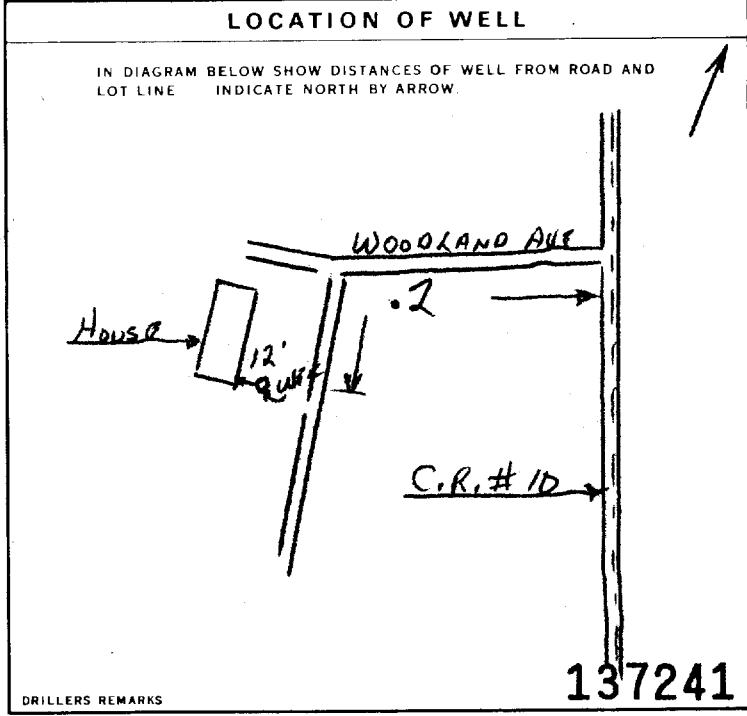 LOCATION OF WELL
IN DIAGRAM BELOW SHOW DISTANCES OF WELL FROM ROAD AND
LOT LINE INDICATE NORTH BY ARROW.
WOODLAND AVE
.2
House
12'
C.R. # 10
137241
DRILLERS REMARKS